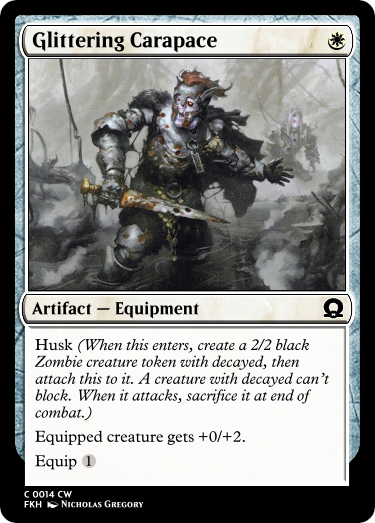 Glittering Carapace
Artifact — Equipment
Husk (When this enters, create a 2/2 black
Zombie creature token with decayed, then
attach this to it. A creature with decayed can't
block. When it attacks, sacrifice it at end of
combat.)
Equipped creature gets +0/+2.
Equip 1
C 0014 CW
FKH Nicholas Gregory